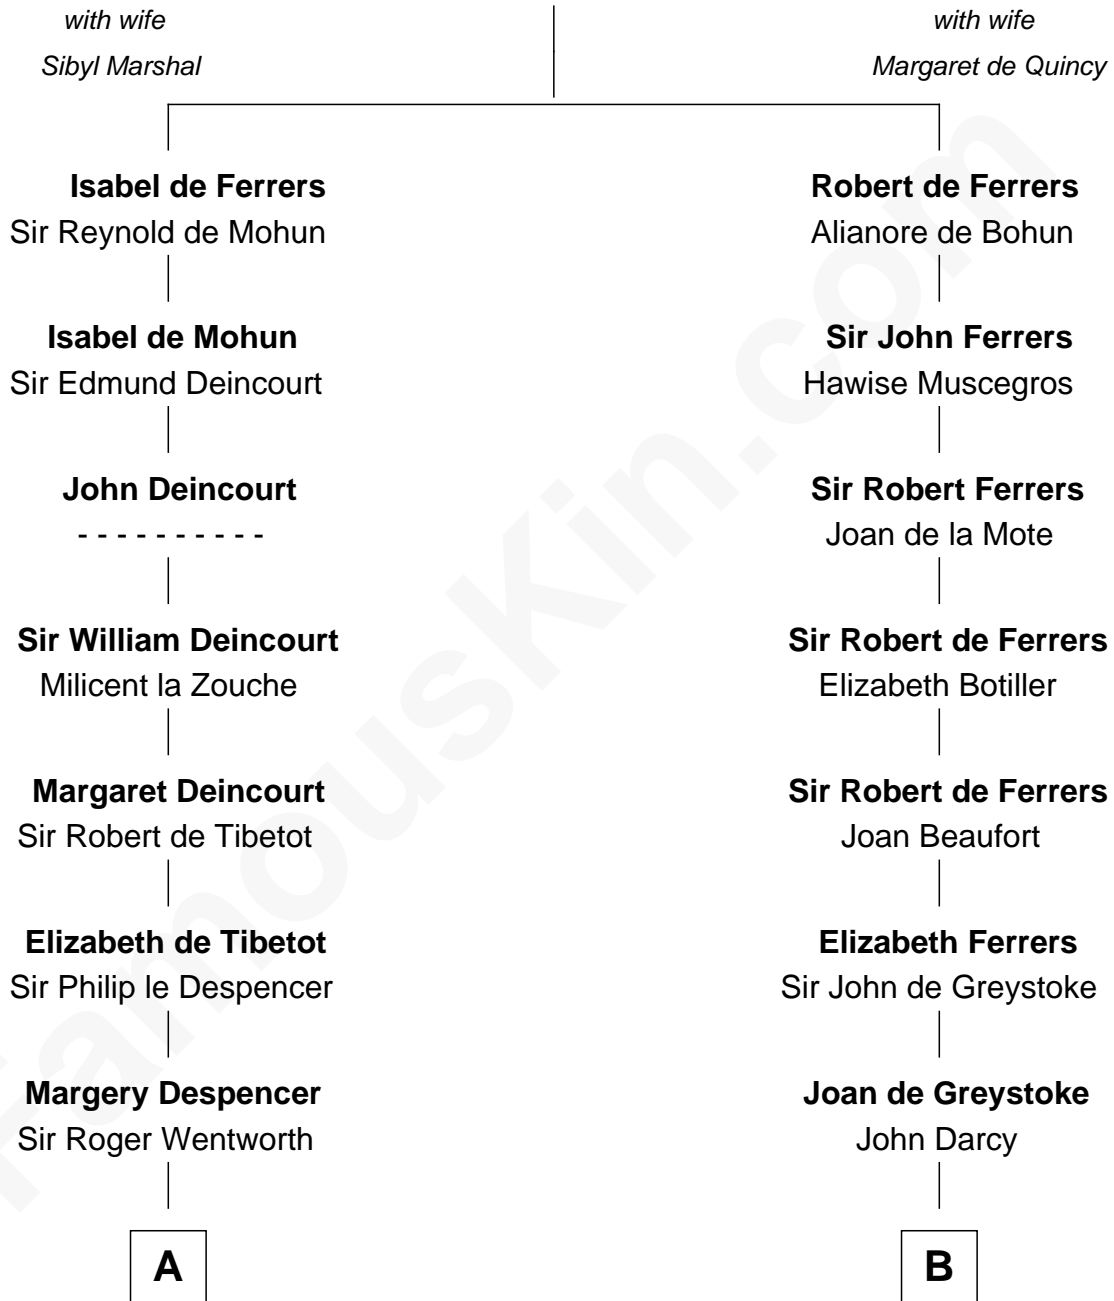 with wife
Sibyl Marshal
with wife
Margaret de Quincy
Isabel de Ferrers
Sir Reynold de Mohun
Robert de Ferrers
Alianore de Bohun
Isabel de Mohun
Sir Edmund Deincourt
Sir John Ferrers
Hawise Muscegros
John Deincourt
- - - - - - - - - -
Sir Robert Ferrers
Joan de la Mote
Sir William Deincourt
Milicent la Zouche
Sir Robert de Ferrers
Elizabeth Botiller
Margaret Deincourt
Sir Robert de Tibetot
Sir Robert de Ferrers
Joan Beaufort
Elizabeth de Tibetot
Sir Philip le Despencer
Elizabeth Ferrers
Sir John de Greystoke
Margery Despencer
Sir Roger Wentworth
Joan de Greystoke
John Darcy
A
B
FamousKin.com